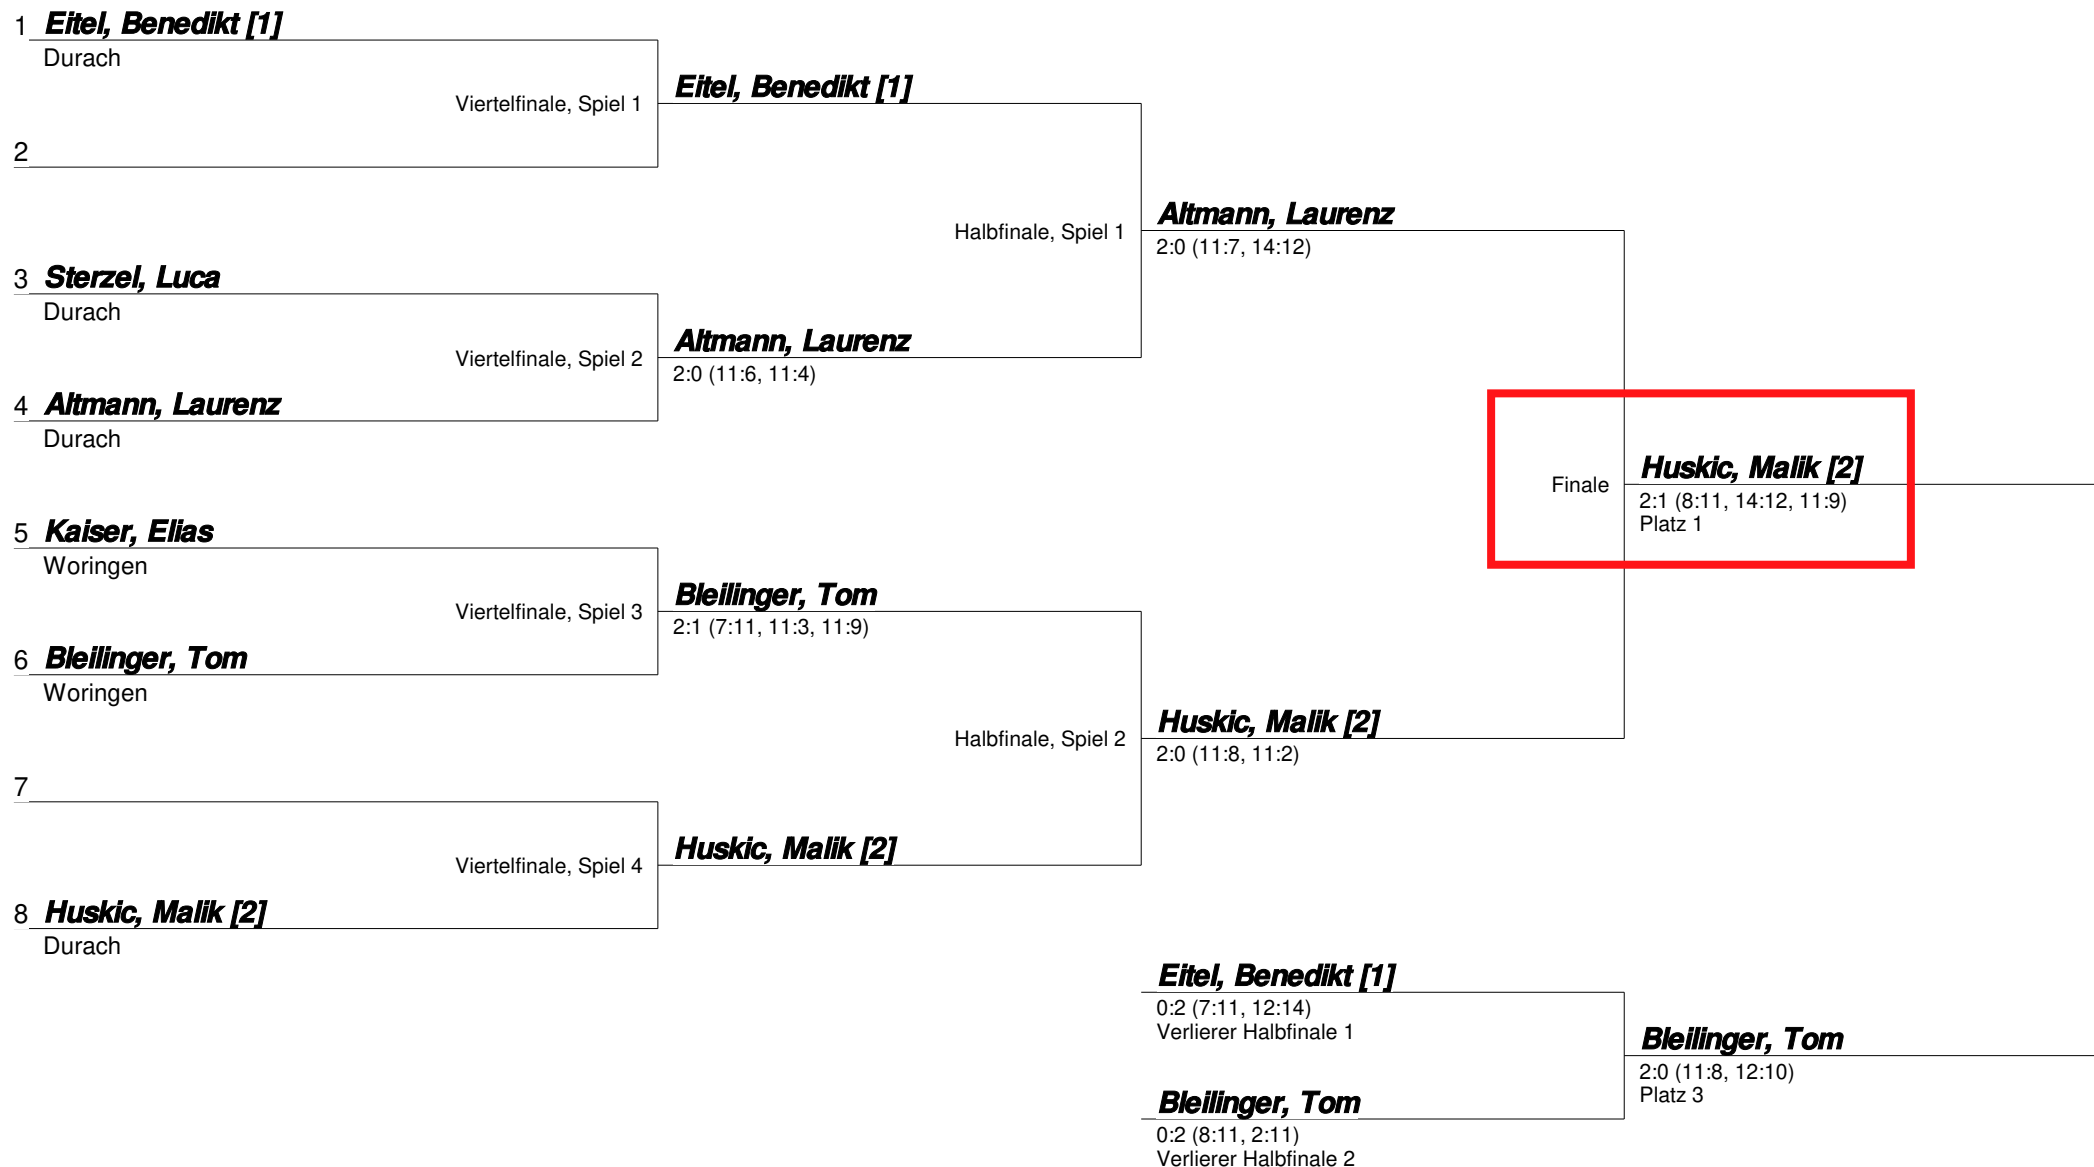 1 Eitel, Benedikt [1]
Durach
Viertelfinale, Spiel 1
Eitel, Benedikt [1]
2
Halbfinale, Spiel 1
Altmann, Laurenz
2:0 (11:7, 14:12)
3 Sterzel, Luca
Durach
Viertelfinale, Spiel 2
Altmann, Laurenz
2:0 (11:6, 11:4)
4 Altmann, Laurenz
Durach
Finale
Huskic, Malik [2]
2:1 (8:11, 14:12, 11:9)
Platz 1
5 Kaiser, Elias
Woringen
Viertelfinale, Spiel 3
Bleilinger, Tom
2:1 (7:11, 11:3, 11:9)
6 Bleilinger, Tom
Woringen
Halbfinale, Spiel 2
Huskic, Malik [2]
2:0 (11:8, 11:2)
7
Viertelfinale, Spiel 4
Huskic, Malik [2]
8 Huskic, Malik [2]
Durach
Eitel, Benedikt [1]
0:2 (7:11, 12:14)
Verlierer Halbfinale 1
Bleilinger, Tom
2:0 (11:8, 12:10)
Platz 3
Bleilinger, Tom
0:2 (8:11, 2:11)
Verlierer Halbfinale 2